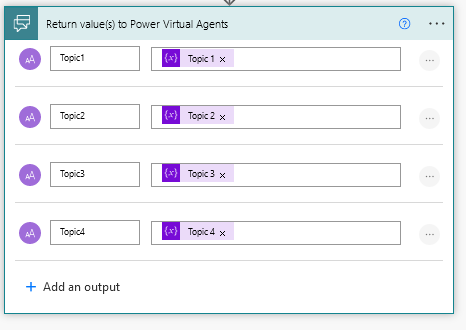 Return value(s) to Power Virtual Agents ? ...
AA Topic1 {x} Topic 1 × ...
AA Topic2 {x} Topic 2 × ...
AA Topic3 {x} Topic 3 × ...
AA Topic4 {x} Topic 4 × ...
+ Add an output